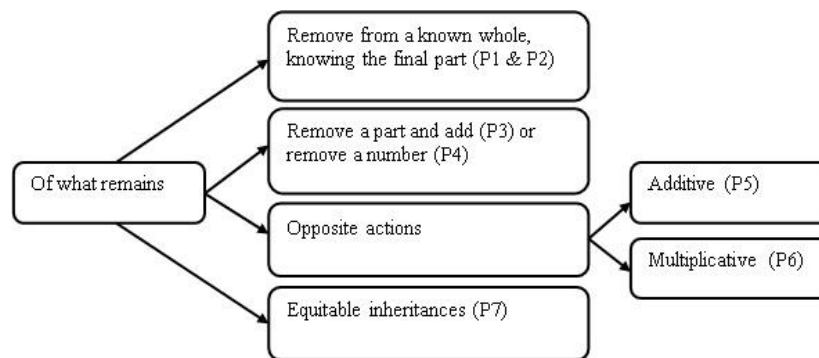 Remove from a known whole,
knowing the final part (P1 & P2)
Remove a part and add (P3) or
remove a number (P4)
Of what remains
Additive (P5)
Opposite actions
Multiplicative (P6)
Equitable inheritances (P7)